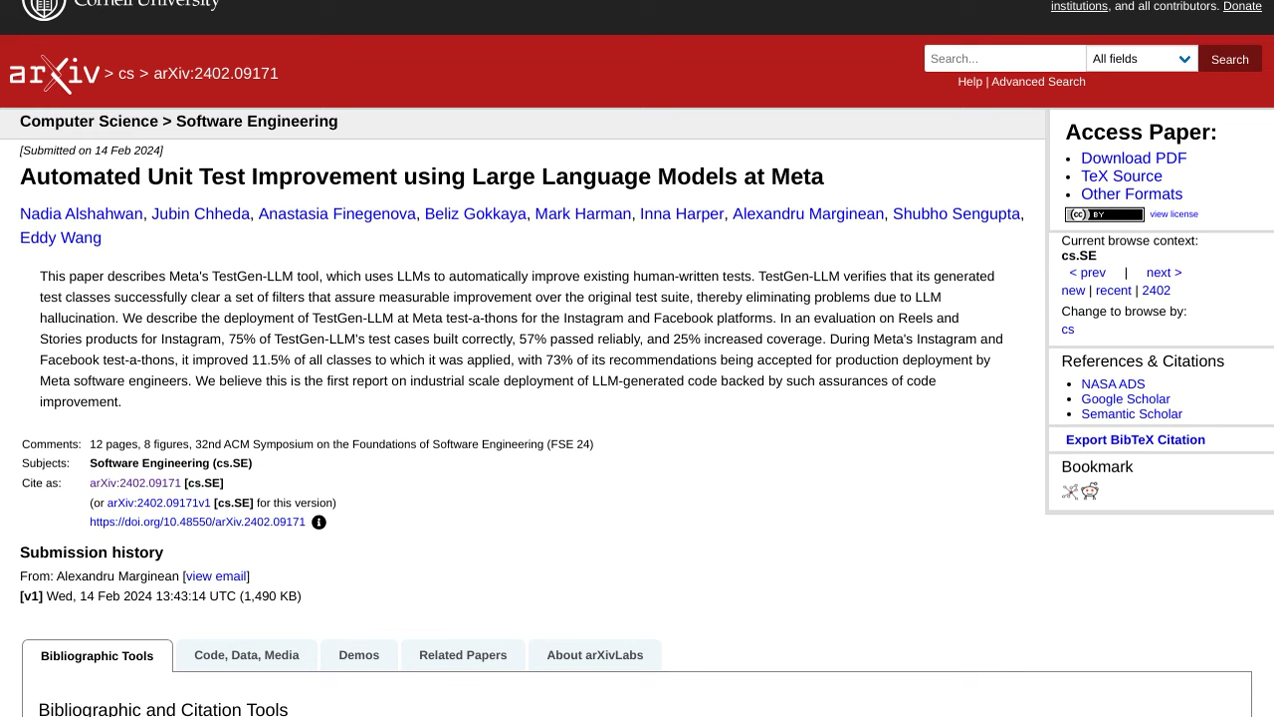 Cornell University
institutions, and all contributors. Donate
arXiv > cs > arXiv:2402.09171
Search...
All fields
Search
Help | Advanced Search
Computer Science > Software Engineering
[Submitted on 14 Feb 2024]
Automated Unit Test Improvement using Large Language Models at Meta
Nadia Alshahwan, Jubin Chheda, Anastasia Finegenova, Beliz Gokkaya, Mark Harman, Inna Harper, Alexandru Marginean, Shubho Sengupta,
Eddy Wang
This paper describes Meta's TestGen-LLM tool, which uses LLMs to automatically improve existing human-written tests. TestGen-LLM verifies that its generated
test classes successfully clear a set of filters that assure measurable improvement over the original test suite, thereby eliminating problems due to LLM
hallucination. We describe the deployment of TestGen-LLM at Meta test-a-thons for the Instagram and Facebook platforms. In an evaluation on Reels and
Stories products for Instagram, 75% of TestGen-LLM's test cases built correctly, 57% passed reliably, and 25% increased coverage. During Meta's Instagram and
Facebook test-a-thons, it improved 11.5% of all classes to which it was applied, with 73% of its recommendations being accepted for production deployment by
Meta software engineers. We believe this is the first report on industrial scale deployment of LLM-generated code backed by such assurances of code
improvement.
Comments: 12 pages, 8 figures, 32nd ACM Symposium on the Foundations of Software Engineering (FSE 24)
Subjects: Software Engineering (cs.SE)
Cite as: arXiv:2402.09171 [cs.SE]
(or arXiv:2402.09171v1 [cs.SE] for this version)
https://doi.org/10.48550/arXiv.2402.09171
Submission history
From: Alexandru Marginean [view email]
[v1] Wed, 14 Feb 2024 13:43:14 UTC (1,490 KB)
Access Paper:
Download PDF
TeX Source
Other Formats
(cc) BY view license
Current browse context:
cs.SE
< prev | next >
new | recent | 2402
Change to browse by:
cs
References & Citations
NASA ADS
Google Scholar
Semantic Scholar
Export BibTeX Citation
Bookmark
Bibliographic Tools
Code, Data, Media
Demos
Related Papers
About arXivLabs
Bibliographic and Citation Tools